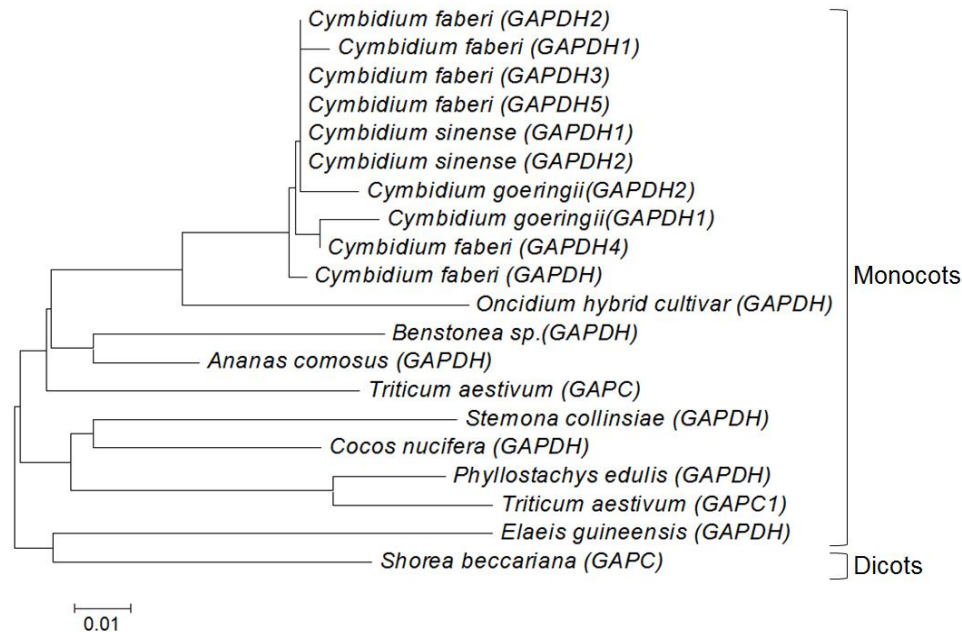 Cymbidium faberi (GAPDH2)
Cymbidium faberi (GAPDH1)
Cymbidium faberi (GAPDH3)
Cymbidium faberi (GAPDH5)
Cymbidium sinense (GAPDH1)
Cymbidium sinense (GAPDH2)
Cymbidium goeringii(GAPDH2)
Cymbidium goeringii(GAPDH1)
Cymbidium faberi (GAPDH4)
Cymbidium faberi (GAPDH)
Oncidium hybrid cultivar (GAPDH)
Benstonea sp.(GAPDH)
Ananas comosus (GAPDH)
Triticum aestivum (GAPC)
Stemona collinsiae (GAPDH)
Cocos nucifera (GAPDH)
Phyllostachys edulis (GAPDH)
Triticum aestivum (GAPC1)
Elaeis guineensis (GAPDH)
Shorea beccariana (GAPC)
Monocots
Dicots
0.01